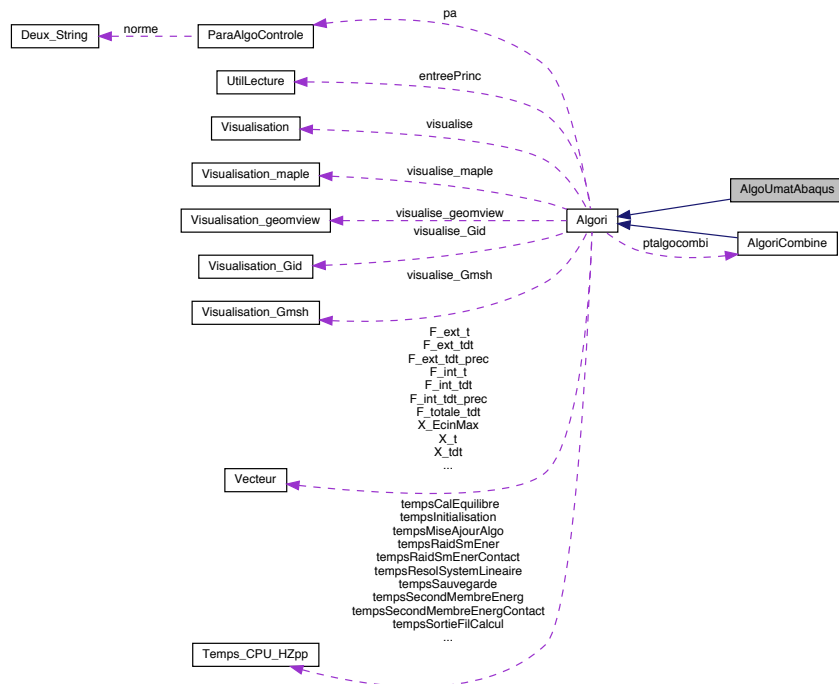 pa
Deux_String
norme
ParaAlgoControle
UtilLecture
entreePrinc
Visualisation
visualise
Visualisation_maple
visualise_maple
AlgoUmatAbaqus
Visualisation_geomview
visualise_geomview
Algori
visualise_Gid
ptalgocombi
AlgoriCombine
Visualisation_Gid
visualise_Gmsh
Visualisation_Gmsh
F_ext_t
F_ext_tdt
F_ext_tdt_prec
F_int_t
F_int_tdt
F_int_tdt_prec
F_totale_tdt
X_EcinMax
X_t
X_tdt
...
Vecteur
tempsCalEquilibre
tempsInitialisation
tempsMiseAjourAlgo
tempsRaidSmEner
tempsRaidSmEnerContact
tempsResolSystemLineaire
tempsSauvegarde
tempsSecondMembreEnerg
tempsSecondMembreEnergContact
tempsSortieFilCalcul
...
Temps_CPU_HZpp